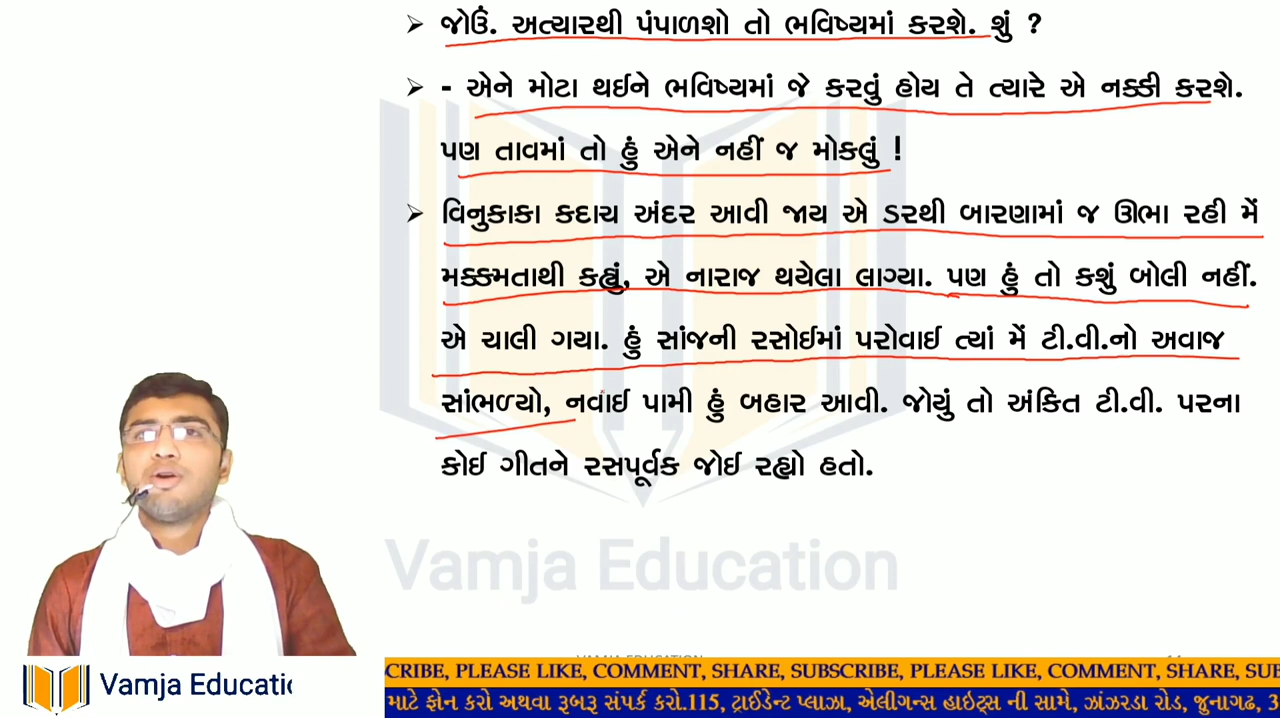 ➢ જોઉં. અત્યારથી પંપાળશો તો ભવિષ્યમાં કરશે. શું ?
➢ - એને મોટા થઈને ભવિષ્યમાં જે કરવું હોય તે ત્યારે એ નક્કી કરશે.
પણ તાવમાં તો હું એને નહીં જ મોકલું !
➢ વિનુકાકા કદાચ અંદર આવી જાય એ ડરથી બારણામાં જ ઊભા રહી મેં
મક્કમતાથી કહ્યું, એ નારાજ થયેલા લાગ્યા. પણ હું તો કશું બોલી નહીં.
એ ચાલી ગયા. હું સાંજની રસોઈમાં પરોવાઈ ત્યાં મેં ટી.વી.નો અવાજ
સાંભળ્યો, નવાઈ પામી હું બહાર આવી. જોયું તો અંકિત ટી.વી. પરના
કોઈ ગીતને રસપૂર્વક જોઈ રહ્યો હતો.
Vamja Education
Vamja Educatic
CRIBE, PLEASE LIKE, COMMENT, SHARE, SUBSCRIBE, PLEASE LIKE, COMMENT, SHARE, SUB
માટે ફોન કરો અથવા રૂબરૂ સંપર્ક કરો.115, ટ્રાઈડેન્ટ પ્લાઝા, એલીગન્સ હાઇટ્સ ની સામે, ઝાંઝરડા રોડ, જુનાગઢ, 3